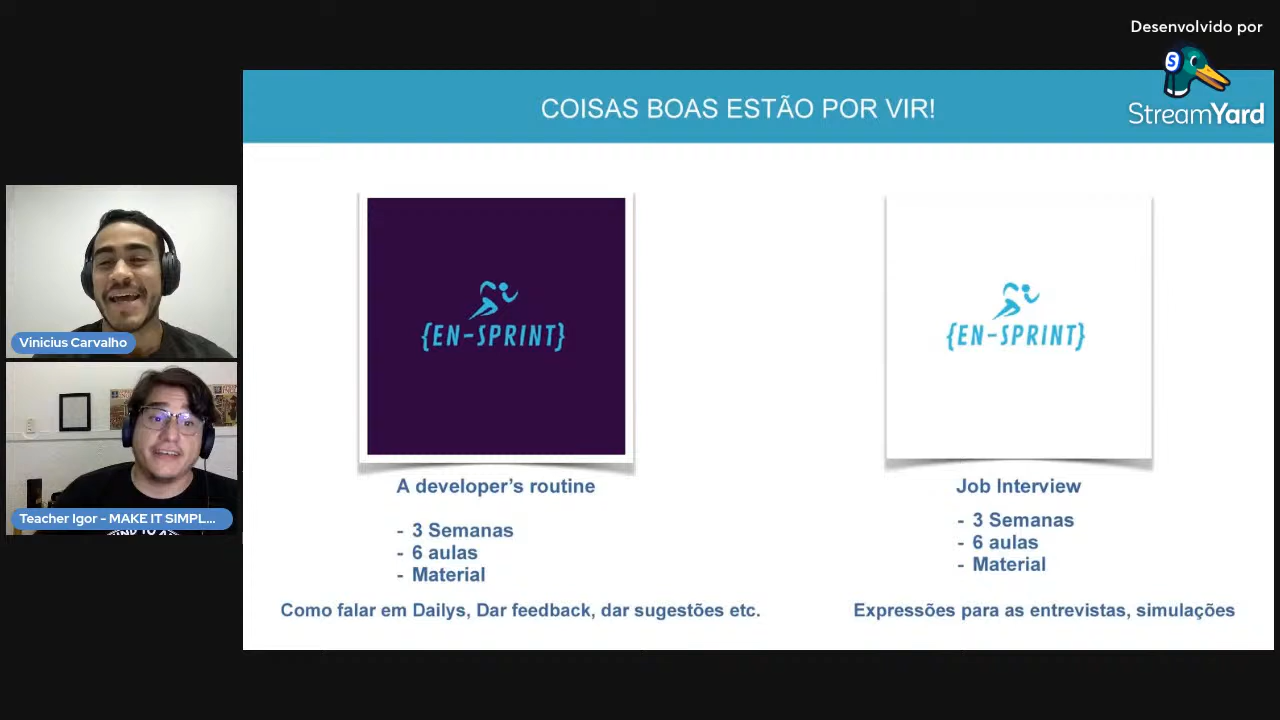 Desenvolvido por
StreamYard
COISAS BOAS ESTÃO POR VIR!
{EN-SPRINT}
{EN-SPRINT}
Vinicius Carvalho
Teacher Igor - MAKE IT SIMPL...
A developer's routine
- 3 Semanas
- 6 aulas
- Material
Como falar em Dailys, Dar feedback, dar sugestões etc.
Job Interview
- 3 Semanas
- 6 aulas
- Material
Expressões para as entrevistas, simulações